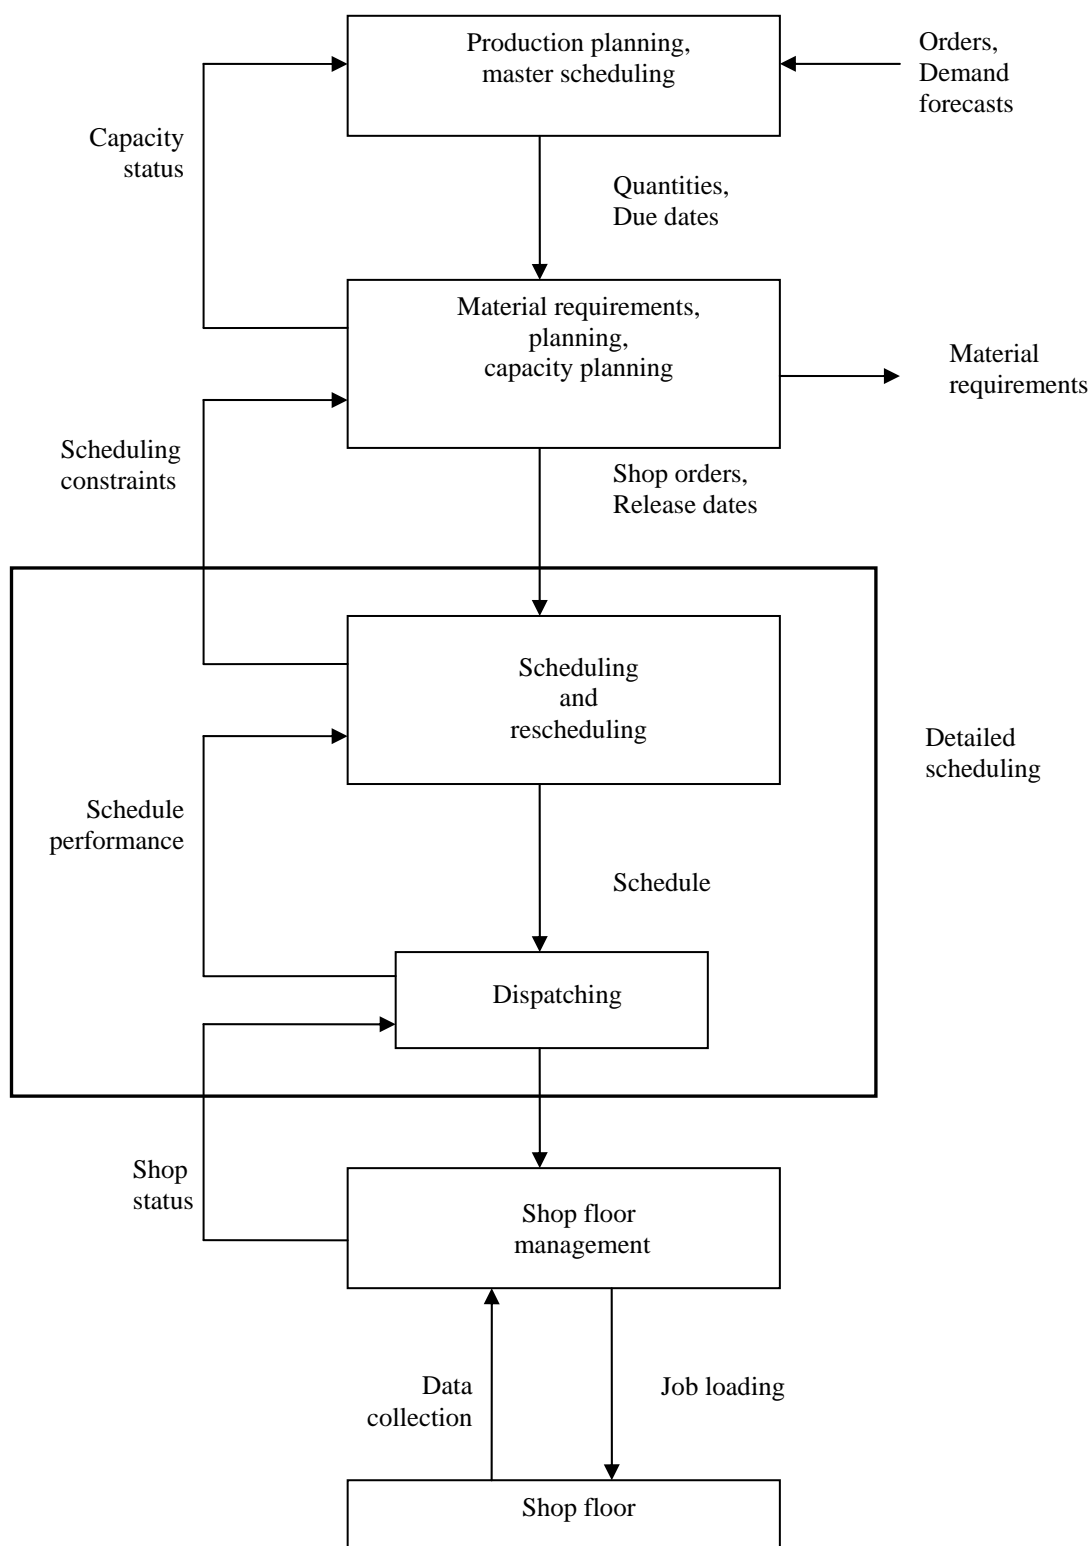 Production planning,
master scheduling
Orders,
Demand
forecasts
Capacity
status
Quantities,
Due dates
Material requirements,
planning,
capacity planning
Material
requirements
Scheduling
constraints
Shop orders,
Release dates
Scheduling
and
rescheduling
Detailed
scheduling
Schedule
performance
Schedule
Dispatching
Shop
status
Shop floor
management
Data
collection
Job loading
Shop floor